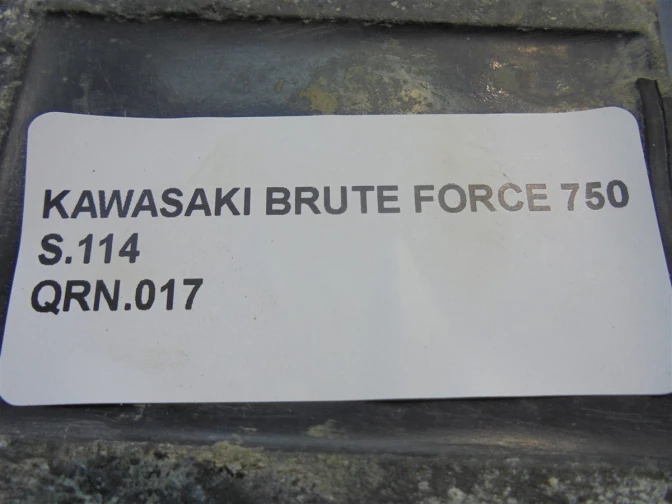 KAWASAKI BRUTE FORCE 750
S.114
QRN.017